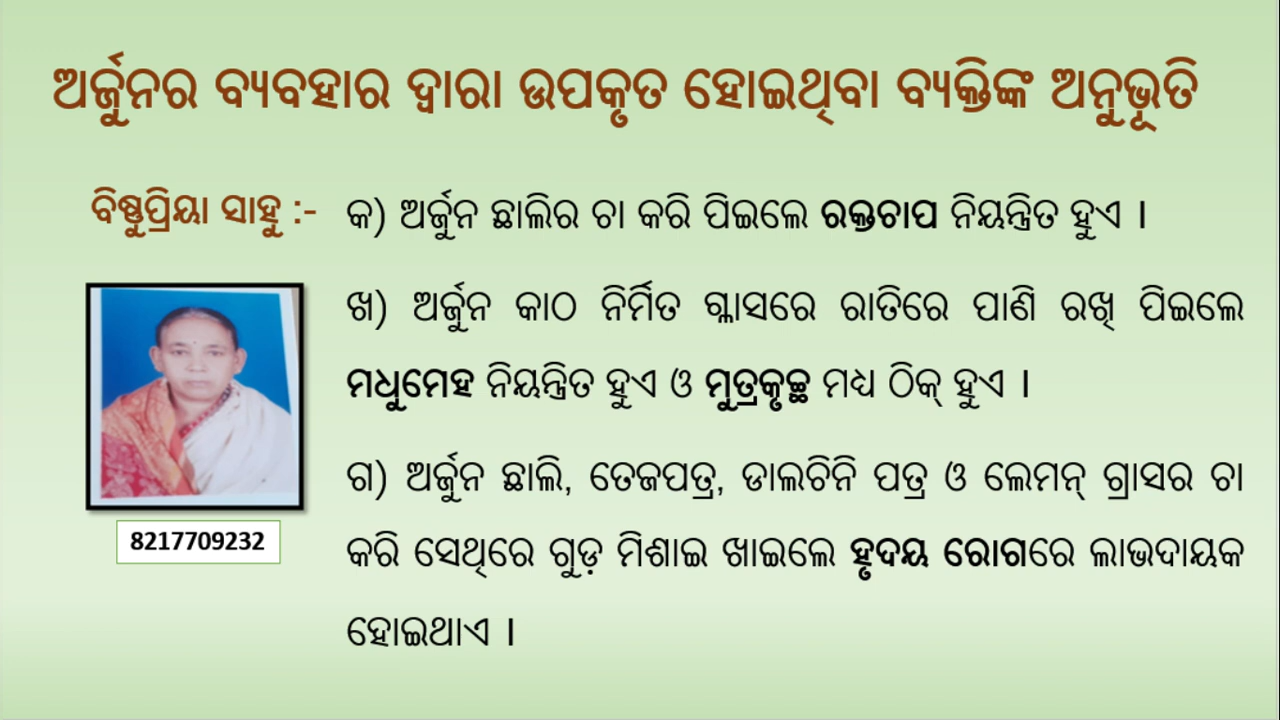 ଅର୍ଜୁନର ବ୍ୟବହାର ଦ୍ୱାରା ଉପକୃତ ହୋଇଥିବା ବ୍ୟକ୍ତିଙ୍କ ଅନୁଭୂତି
ବିଷ୍ଣୁପ୍ରିୟା ସାହୁ :- କ) ଅର୍ଜୁନ ଛାଲିର ଚା କରି ପିଇଲେ ରକ୍ତଚାପ ନିୟନ୍ତ୍ରିତ ହୁଏ ।
ଖ) ଅର୍ଜୁନ କାଠ ନିର୍ମିତ ଗ୍ଳାସରେ ରାତିରେ ପାଣି ରଖି ପିଇଲେ
ମଧୁମେହ ନିୟନ୍ତ୍ରିତ ହୁଏ ଓ ମୁତ୍ରକୃଚ୍ଛ ମଧ୍ୟ ଠିକ୍ ହୁଏ ।
ଗ) ଅର୍ଜୁନ ଛାଲି, ତେଜପତ୍ର, ଡାଲଚିନି ପତ୍ର ଓ ଲେମନ୍ ଗ୍ରାସର ଚା
କରି ସେଥିରେ ଗୁଡ଼ ମିଶାଇ ଖାଇଲେ ହୃଦୟ ରୋଗରେ ଲାଭଦାୟକ
ହୋଇଥାଏ ।
8217709232